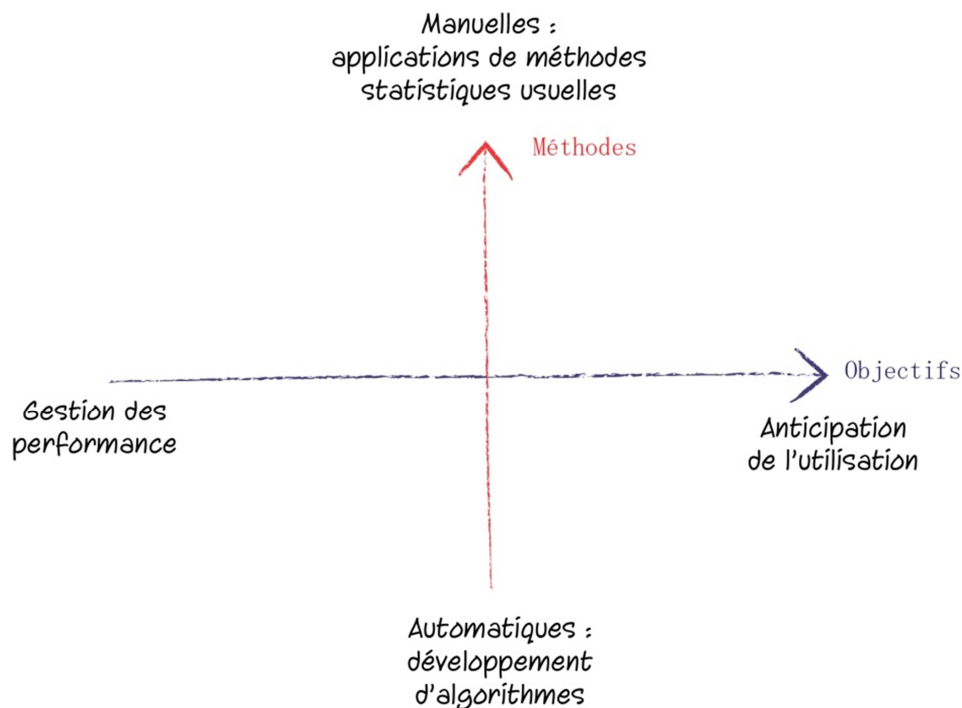 Manuelles :
applications de méthodes
statistiques usuelles
Méthodes
Objectifs
Gestion des
performance
Anticipation
de l'utilisation
Automatiques :
développement
d'algorithmes